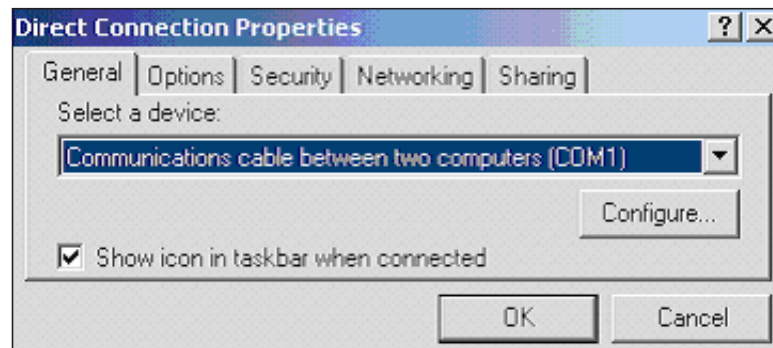 Direct Connection Properties ? X
General Options Security Networking Sharing
Select a device:
Communications cable between two computers (COM1)
Configure...
Show icon in taskbar when connected
OK Cancel